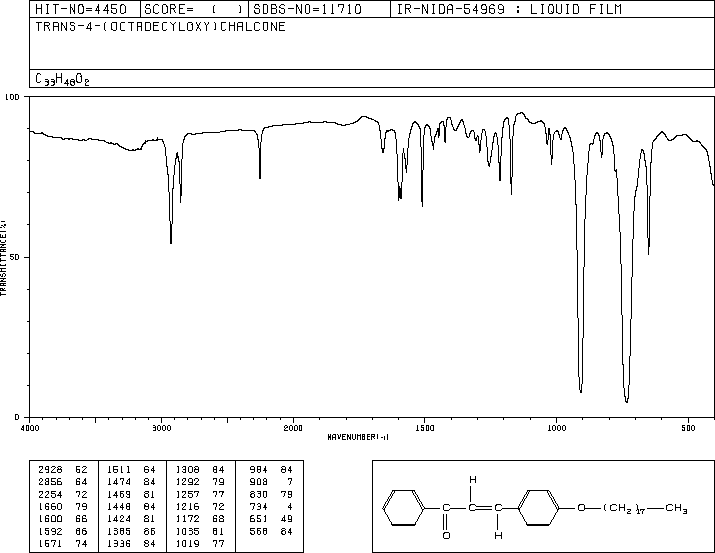 HIT-NO=4450 SCORE= ( ) SDBS-NO=11710 IR-NIDA-54969 : LIQUID FILM
TRANS-4-(OCTADECYLOXY)CHALCONE
C33H48O2
100
50
0
TRANSMITTANCE(%)
4000 3000 2000 1500 1000 500
WAVENUMBER(-1)
2928 52 1511 64 1308 84 984 84
2856 64 1474 84 1292 79 908 7
2254 72 1469 81 1257 77 830 79
1660 79 1448 84 1216 72 734 4
1600 66 1424 81 1172 68 651 49
1592 66 1385 86 1035 81 568 84
1571 74 1336 84 1019 77
H
C C C O (CH2)17 CH3
O H